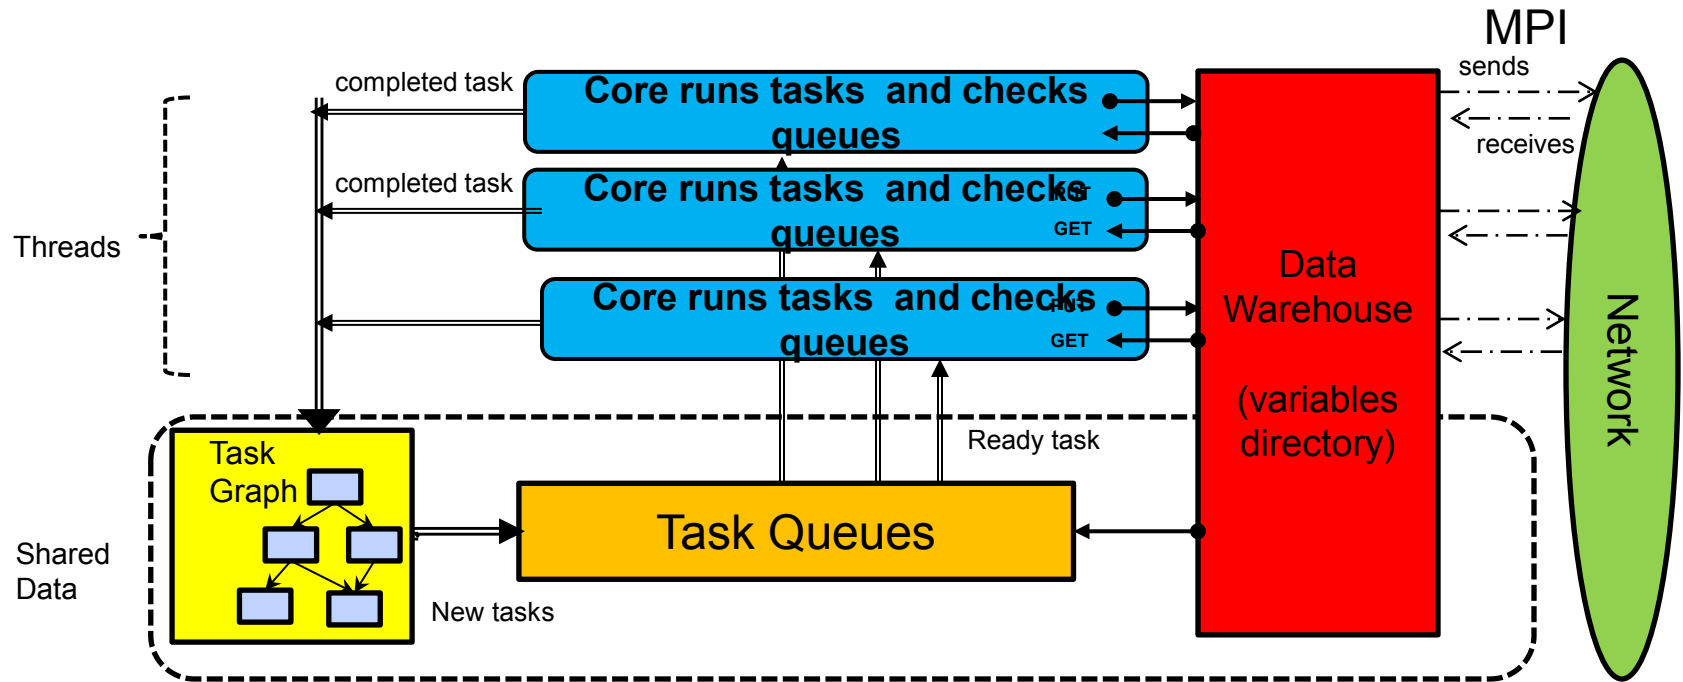 MPI
completed task
Core runs tasks and checks
queues
sends
receives
completed task
Core runs tasks and checks
queues
PUT
GET
Threads
Core runs tasks and checks
queues
PUT
GET
Data
Warehouse
(variables
directory)
Network
Ready task
Task
Graph
Task Queues
Shared
Data
New tasks